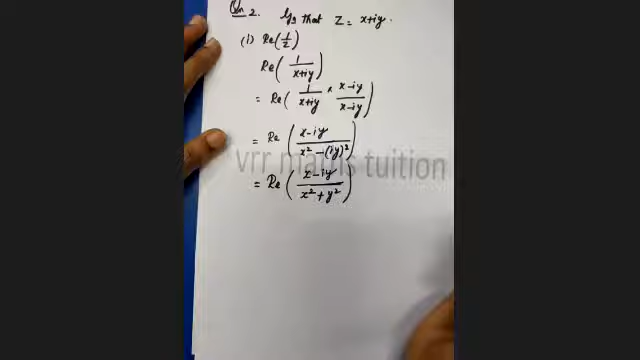 Qn 2. Its that Z = x+iy.
(i) Re(1/z)
Re(1/(x+iy))
= Re(1/(x+iy) × (x-iy)/(x-iy))
= Re((x-iy)/(x² -(iy)²))
vrr maths tuition
= Re((x-iy)/(x² + y²))